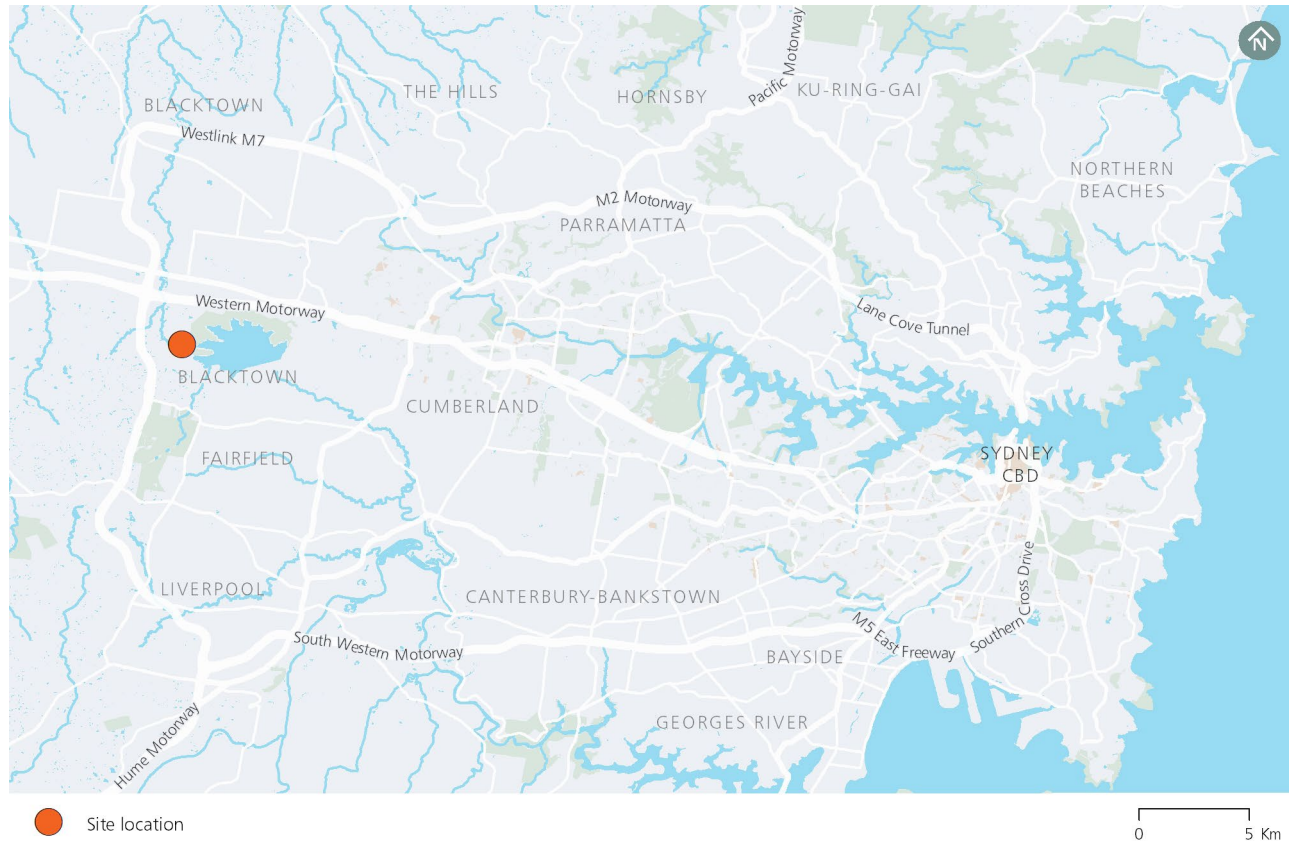 N
Pacific Motorway
THE HILLS
KU-RING-GAI
HORNSBY
BLACKTOWN
Westlink M7
NORTHERN
BEACHES
M2 Motorway
PARRAMATTA
Western Motorway
Lane Cove Tunnel
BLACKTOWN
CUMBERLAND
FAIRFIELD
SYDNEY
CBD
LIVERPOOL
CANTERBURY-BANKSTOWN
Southern Cross Drive
M5 East Freeway
South Western Motorway
BAYSIDE
GEORGES RIVER
Hume Motorway
Site location
0 5 Km